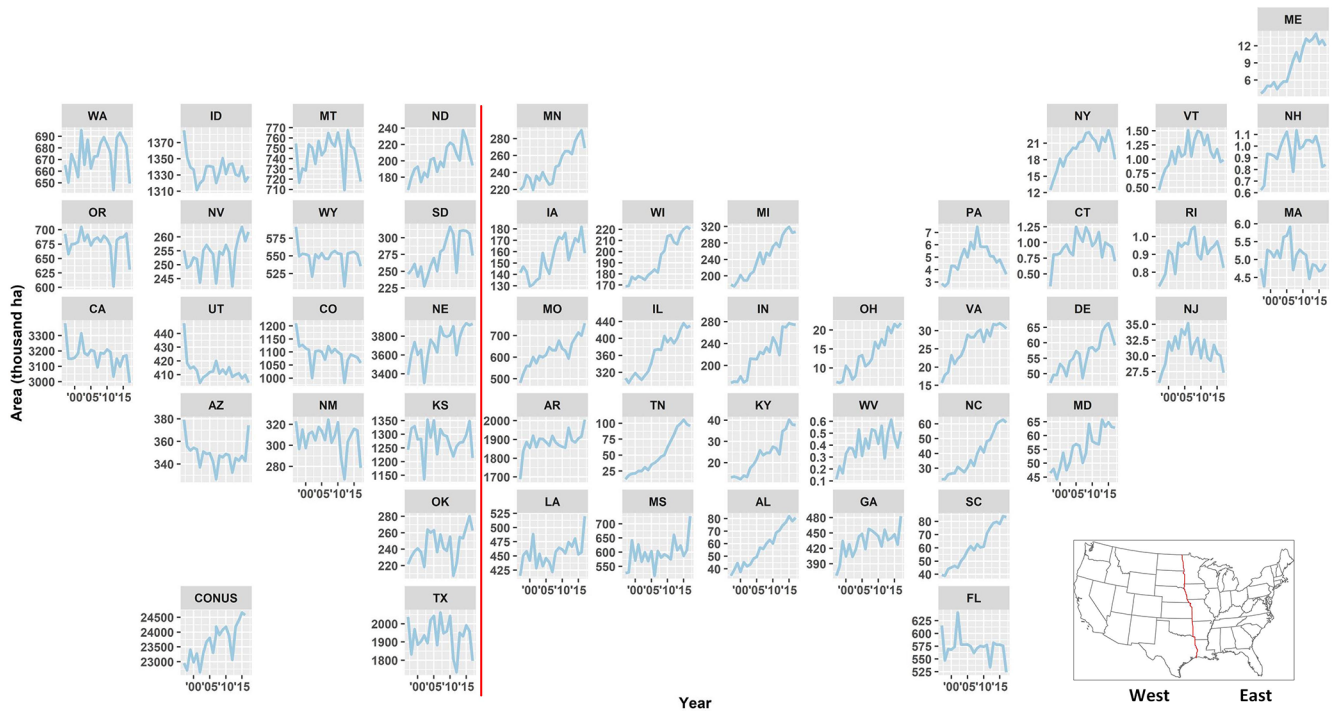 ME
12
9
6
WA ID MT ND MN NY VT NH
690 680 670 660 650
1370 1350 1330 1310
770 760 750 740 730 720 710
240 220 200 180
280 260 240 220
21 18 15 12
1.50 1.25 1.00 0.75 0.50
1.1 1.0 0.9 0.8 0.7 0.6
OR NV WY SD IA WI MI PA CT RI MA
700 675 650 625 600
260 255 250 245
575 550 525
300 275 250 225
180 170 160 150 140 130
220 210 200 190 180 170
320 280 240 200
7 6 5 4 3
1.25 1.00 0.75 0.50
1.0 0.9 0.8
6.0 5.5 5.0 4.5
'00'05'10'15
CA UT CO NE MO IL IN OH VA DE NJ
3300 3200 3100 3000
440 430 420 410
1200 1150 1100 1050 1000
3800 3600 3400
700 600 500
440 400 360 320
280 240 200
20 15 10
30 25 20 15
65 60 55 50
35.0 32.5 30.0 27.5
'00'05'10'15
'00'05'10'15
AZ NM KS AR TN KY WV NC MD
380 360 340
320 300 280
1350 1300 1250 1200 1150
2000 1900 1800 1700
100 75 50 25
40 30 20
0.6 0.5 0.4 0.3 0.2 0.1
60 50 40 30
65 60 55 50 45
'00'05'10'15
'00'05'10'15
OK LA MS AL GA SC
280 260 240 220
525 500 475 450 425
700 650 600 550
80 70 60 50 40
480 450 420 390
80 70 60 50 40
CONUS TX FL
24500 24000 23500 23000
2000 1900 1800
625 600 575 550 525
'00'05'10'15
'00'05'10'15
'00'05'10'15
Area (thousand ha)
Year
West East